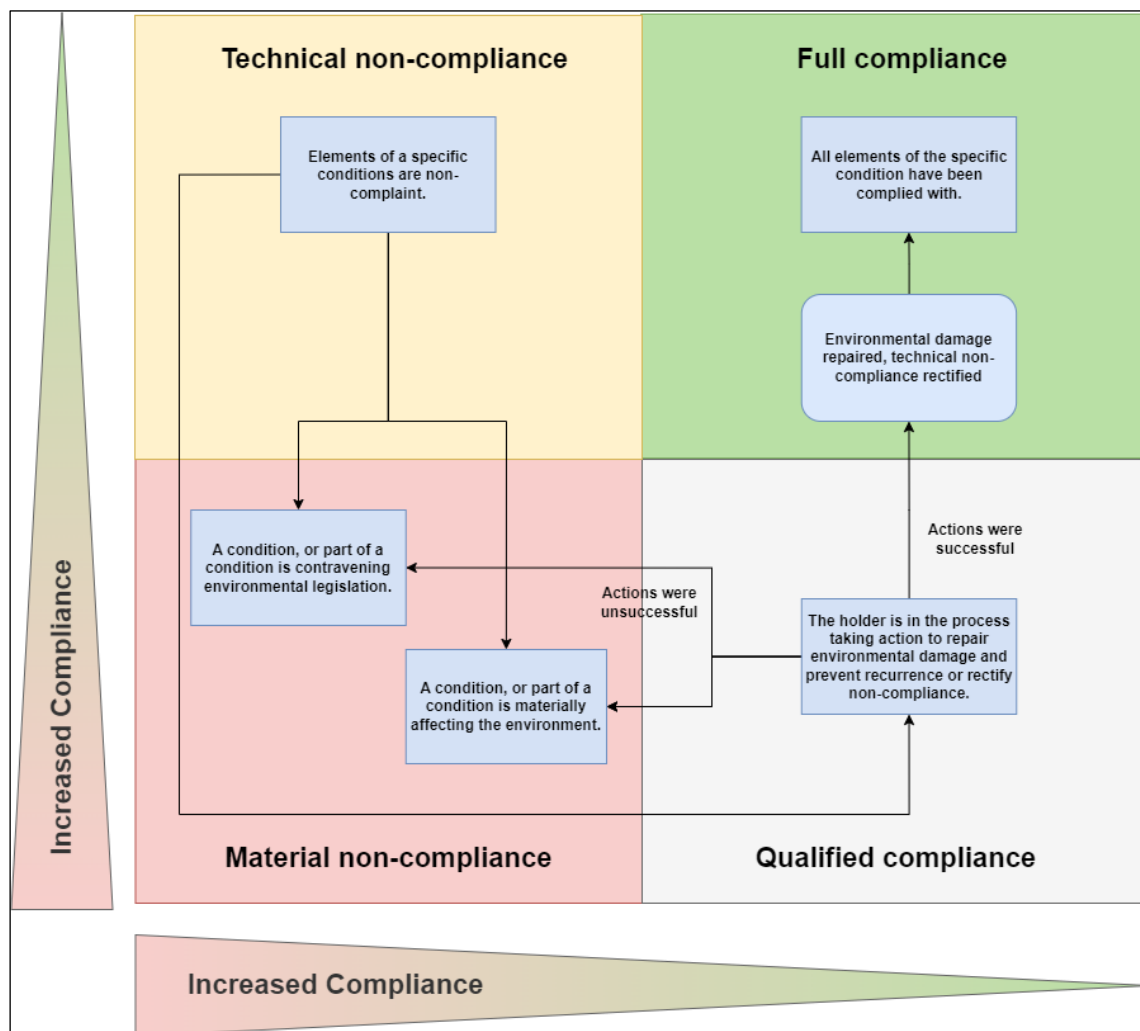 Technical non-compliance
Full compliance
Elements of a specific
conditions are non-
complaint.
All elements of the specific
condition have been
complied with.
Environmental damage
repaired, technical non-
compliance rectified
A condition, or part of a
condition is contravening
environmental legislation.
Actions were
unsuccessful
Actions were
successful
The holder is in the process
taking action to repair
environmental damage and
prevent recurrence or rectify
non-compliance.
A condition, or part of a
condition is materially
affecting the environment.
Material non-compliance
Qualified compliance
Increased Compliance
Increased Compliance